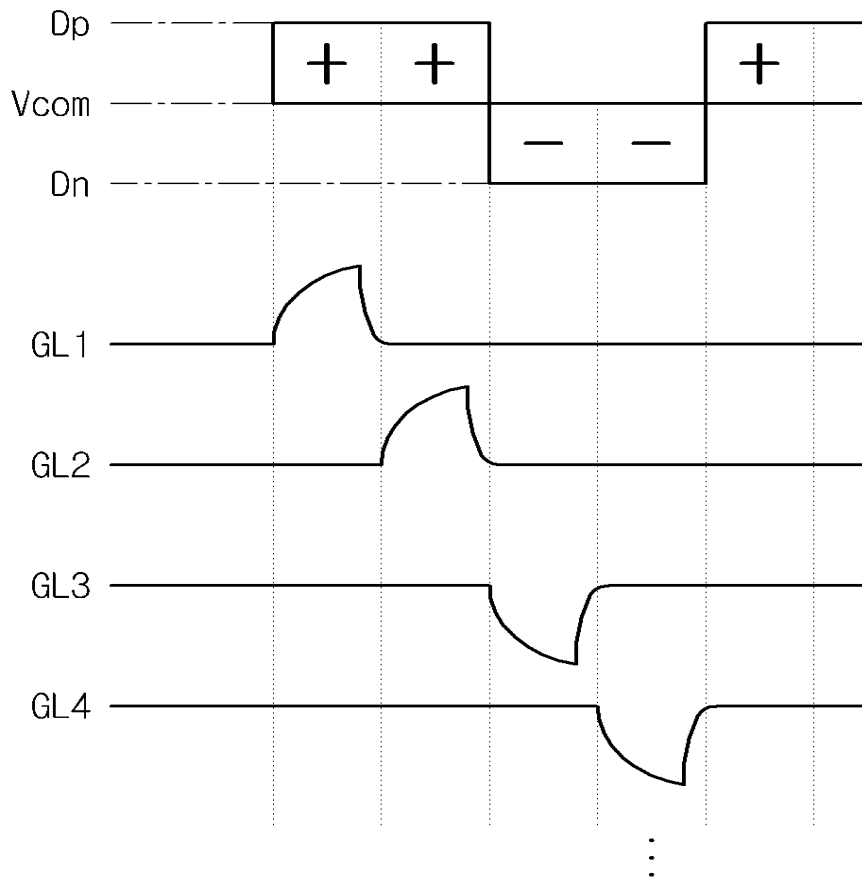 Dp
+ + +
Vcom
− −
Dn
GL1
GL2
GL3
GL4
⋮